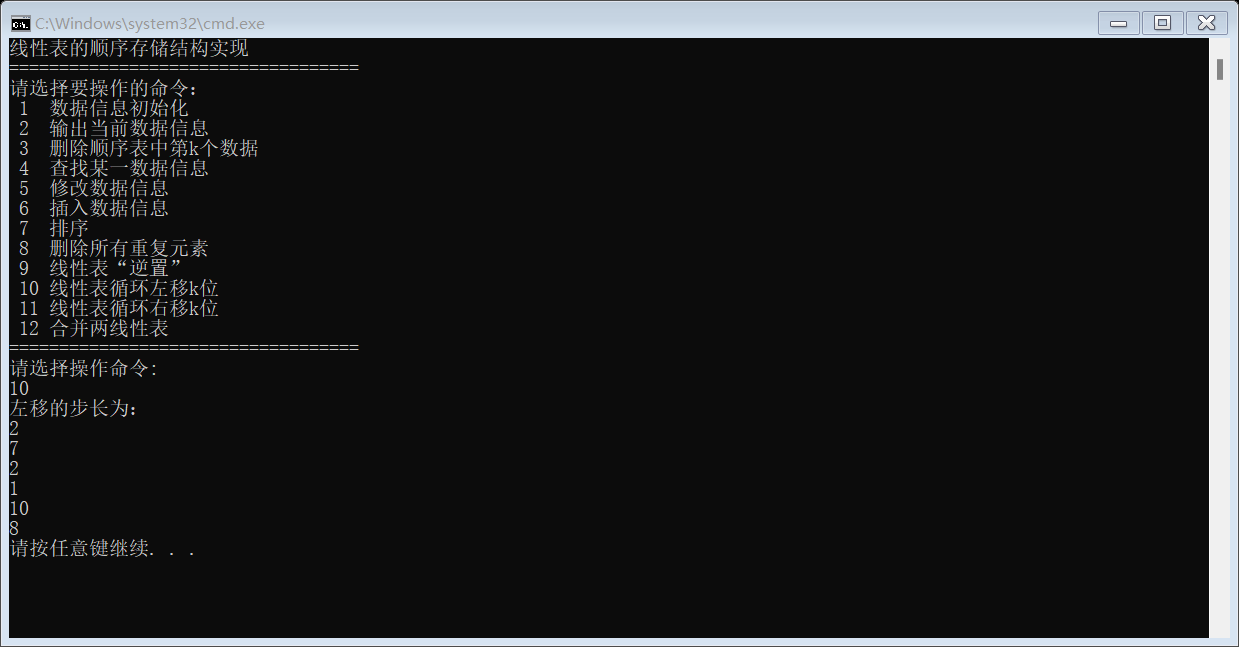 C:\Windows\system32\cmd.exe
线性表的顺序存储结构实现
===================================
请选择要操作的命令:
1 数据信息初始化
2 输出当前数据信息
3 删除顺序表中第k个数据
4 查找某一数据信息
5 修改数据信息
6 插入数据信息
7 排序
8 删除所有重复元素
9 线性表“逆置”
10 线性表循环左移k位
11 线性表循环右移k位
12 合并两线性表
===================================
请选择操作命令:
10
左移的步长为:
2
7
2
1
10
8
请按任意键继续. . .